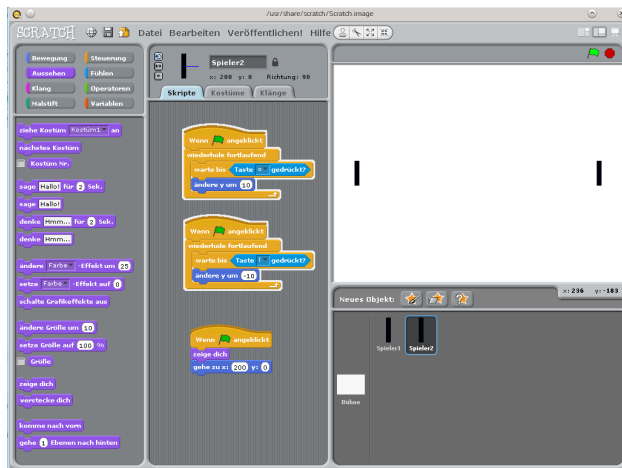 /usr/share/scratch/Scratch.image
SCRATCH Datei Bearbeiten Veröffentlichen! Hilfe
Bewegung Steuerung
Aussehen Fühlen
Klang Operatoren
Malstift Variablen
ziehe Kostüm Kostüm1 an
nächstes Kostüm
Kostüm Nr.
sage Hallo! für 2 Sek.
sage Hallo!
denke Hmm... für 2 Sek.
denke Hmm...
ändere Farbe -Effekt um 25
setze Farbe -Effekt auf 0
schalte Grafikeffekte aus
ändere Größe um 10
setze Größe auf 100 %
Größe
zeige dich
verstecke dich
komme nach vorn
gehe 1 Ebenen nach hinten
Spieler2
x: 200 y: 0 Richtung: 90
Skripte Kostüme Klänge
Wenn angeklickt
wiederhole fortlaufend
warte bis Taste o gedrückt?
ändere y um 10
Wenn angeklickt
wiederhole fortlaufend
warte bis Taste l gedrückt?
ändere y um -10
Wenn angeklickt
zeige dich
gehe zu x: 200 y: 0
x: 236 y: -183
Neues Objekt:
Spieler1 Spieler2
Bühne